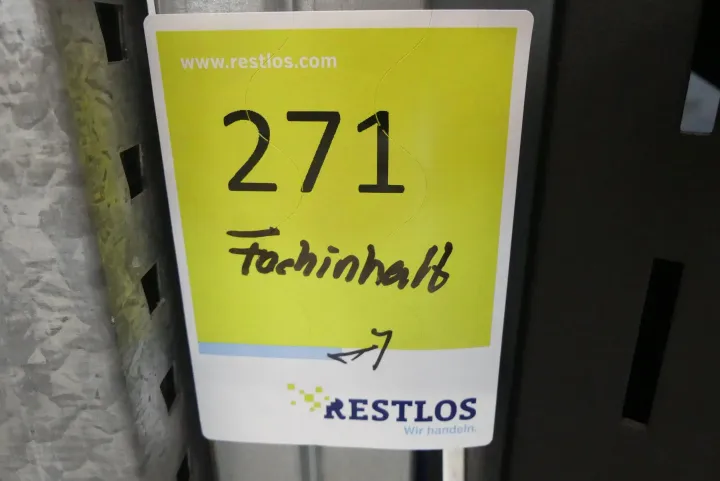 www.restlos.com
271
Fachinhalt
RESTLOS
Wir handeln.